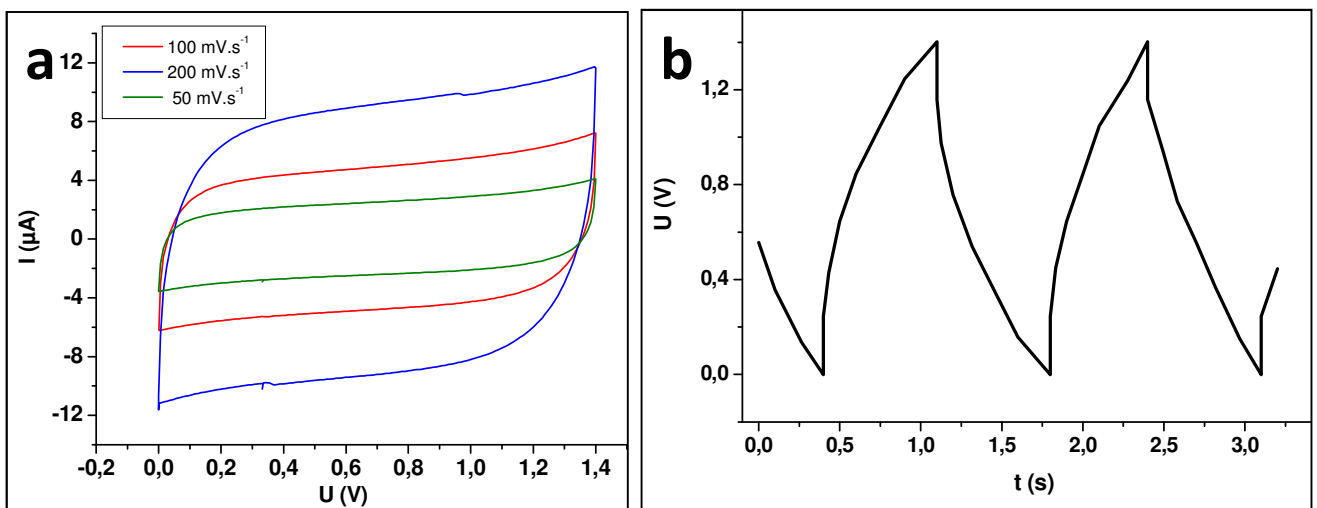 a
100 mV.s⁻¹
200 mV.s⁻¹
50 mV.s⁻¹
12
8
4
0
-4
-8
-12
I (µA)
-0,2 0,0 0,2 0,4 0,6 0,8 1,0 1,2 1,4
U (V)
b
1,2
0,8
0,4
0,0
U (V)
0,0 0,5 1,0 1,5 2,0 2,5 3,0
t (s)